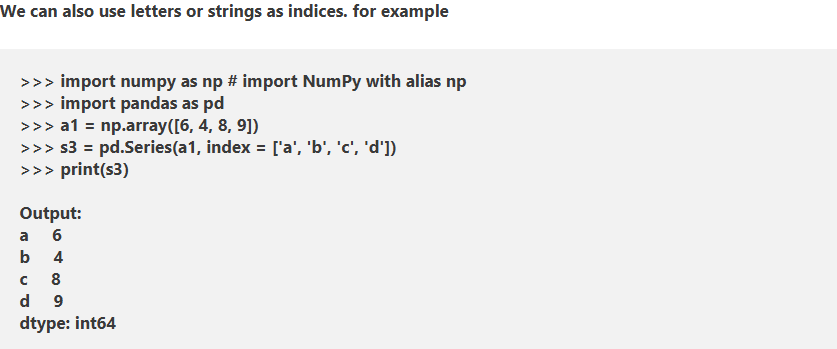 We can also use letters or strings as indices. for example
>>> import numpy as np # import NumPy with alias np
>>> import pandas as pd
>>> a1 = np.array([6, 4, 8, 9])
>>> s3 = pd.Series(a1, index = ['a', 'b', 'c', 'd'])
>>> print(s3)
Output:
a 6
b 4
c 8
d 9
dtype: int64